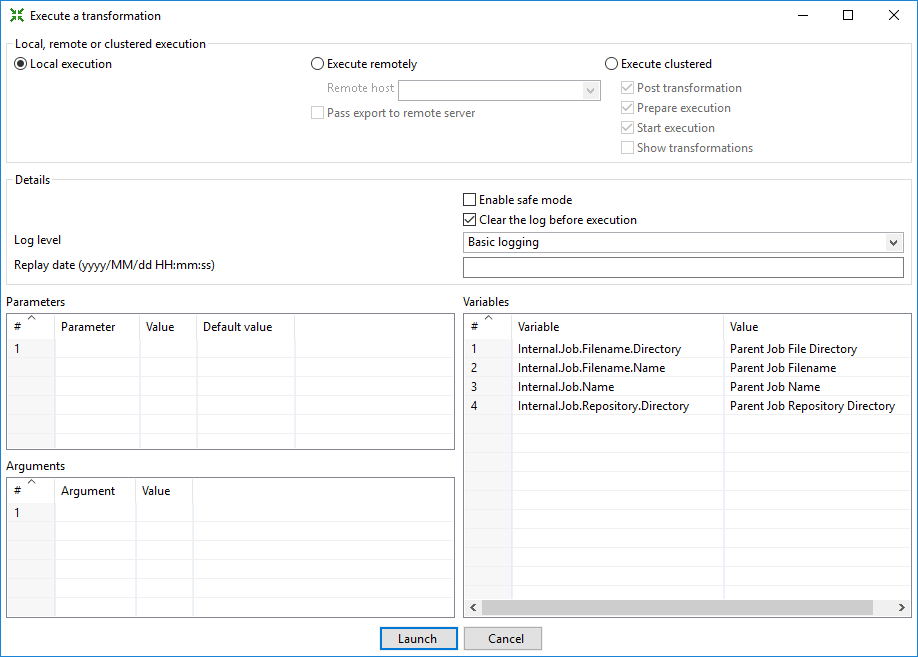 Execute a transformation
Local, remote or clustered execution
Local execution
Execute remotely
Remote host
Pass export to remote server
Execute clustered
Post transformation
Prepare execution
Start execution
Show transformations
Details
Enable safe mode
Clear the log before execution
Log level
Basic logging
Replay date (yyyy/MM/dd HH:mm:ss)
Parameters
# Parameter Value Default value
1
Arguments
# Argument Value
1
Variables
# Variable Value
1 Internal.Job.Filename.Directory Parent Job File Directory
2 Internal.Job.Filename.Name Parent Job Filename
3 Internal.Job.Name Parent Job Name
4 Internal.Job.Repository.Directory Parent Job Repository Directory
Launch Cancel